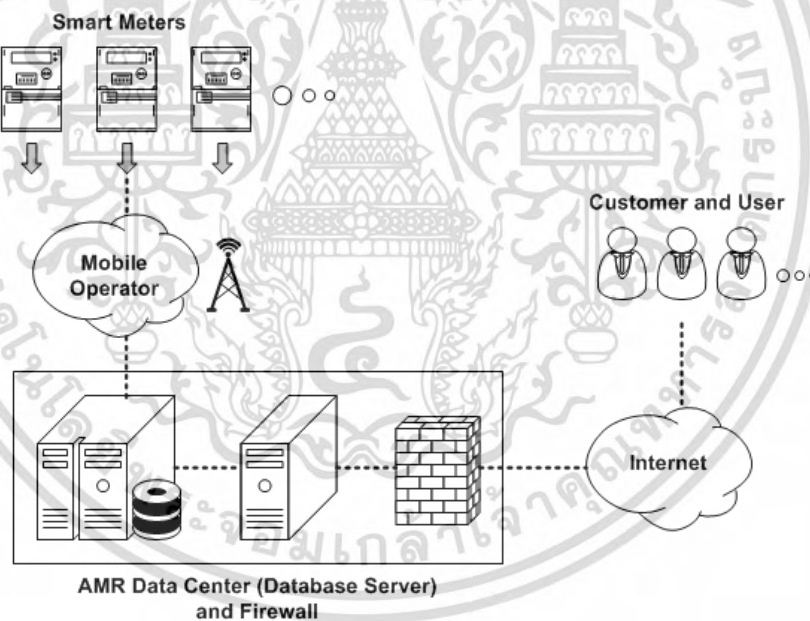 Smart Meters
Customer and User
Mobile
Operator
Internet
AMR Data Center (Database Server)
and Firewall